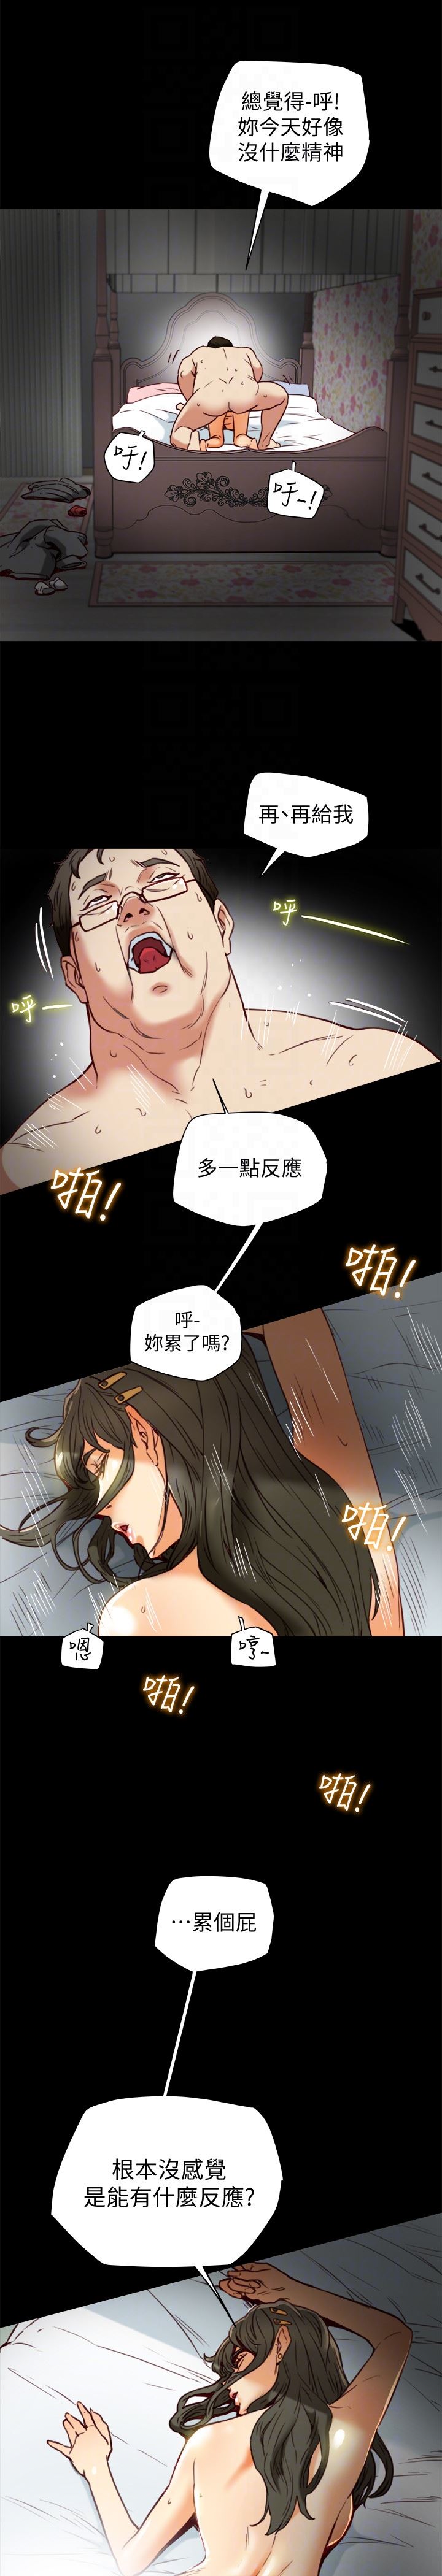 總覺得-呼!
妳今天好像
沒什麼精神
呼!
呼-!
再、再給我
呼—
呼—
多一點反應
啪!
啪!
呼-
妳累了嗎?
啪!
嗯
哼-
啪!
啪!
…累個屁
根本沒感覺
是能有什麼反應?